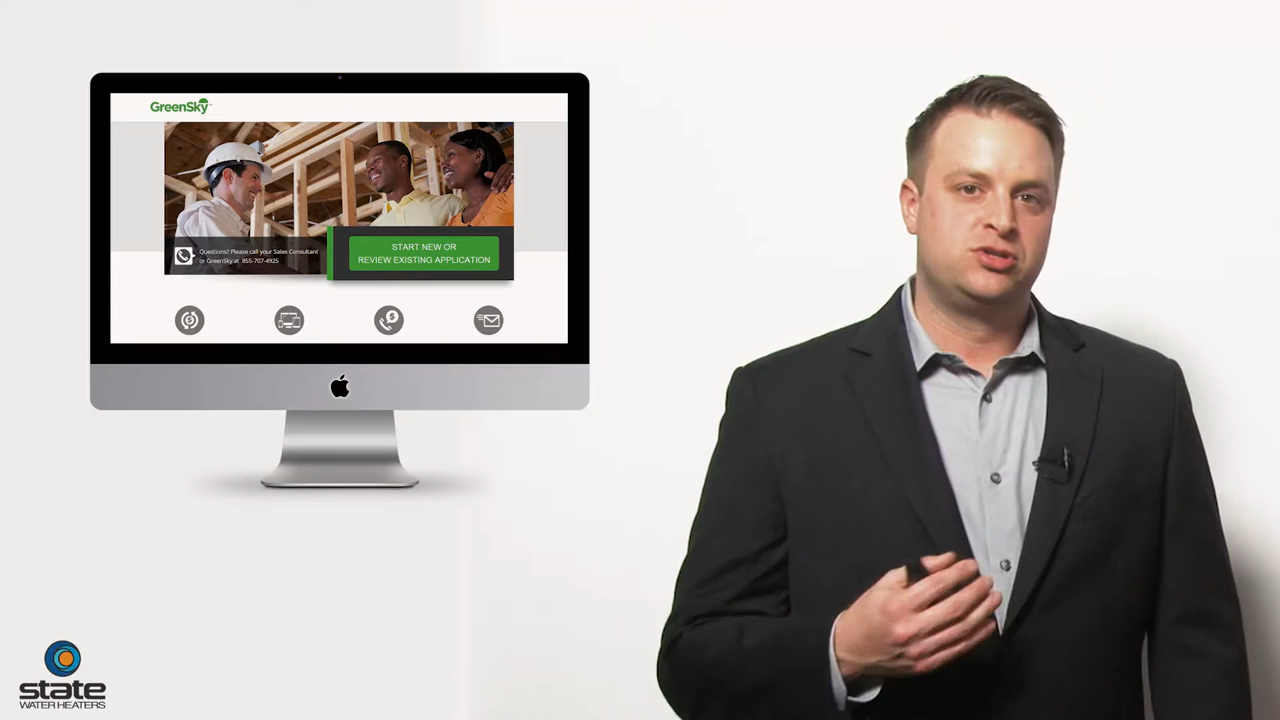 GreenSky
Questions? Please call your Sales Consultant
or GreenSky at 855-707-4925
START NEW OR
REVIEW EXISTING APPLICATION
state
WATER HEATERS